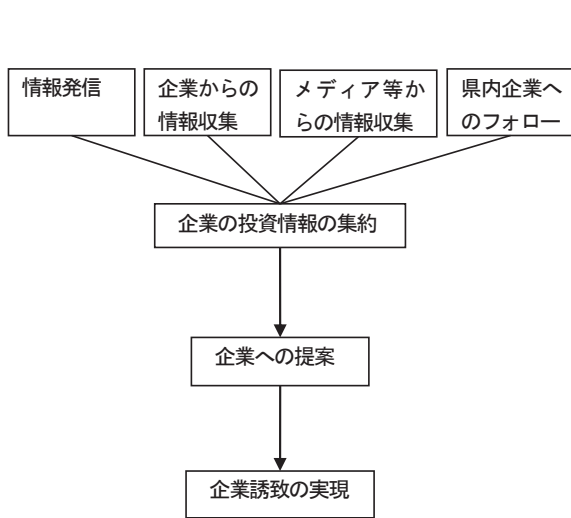 情報発信
企業からの
情報収集
メディア等か
らの情報収集
県内企業へ
のフォロー
企業の投資情報の集約
企業への提案
企業誘致の実現